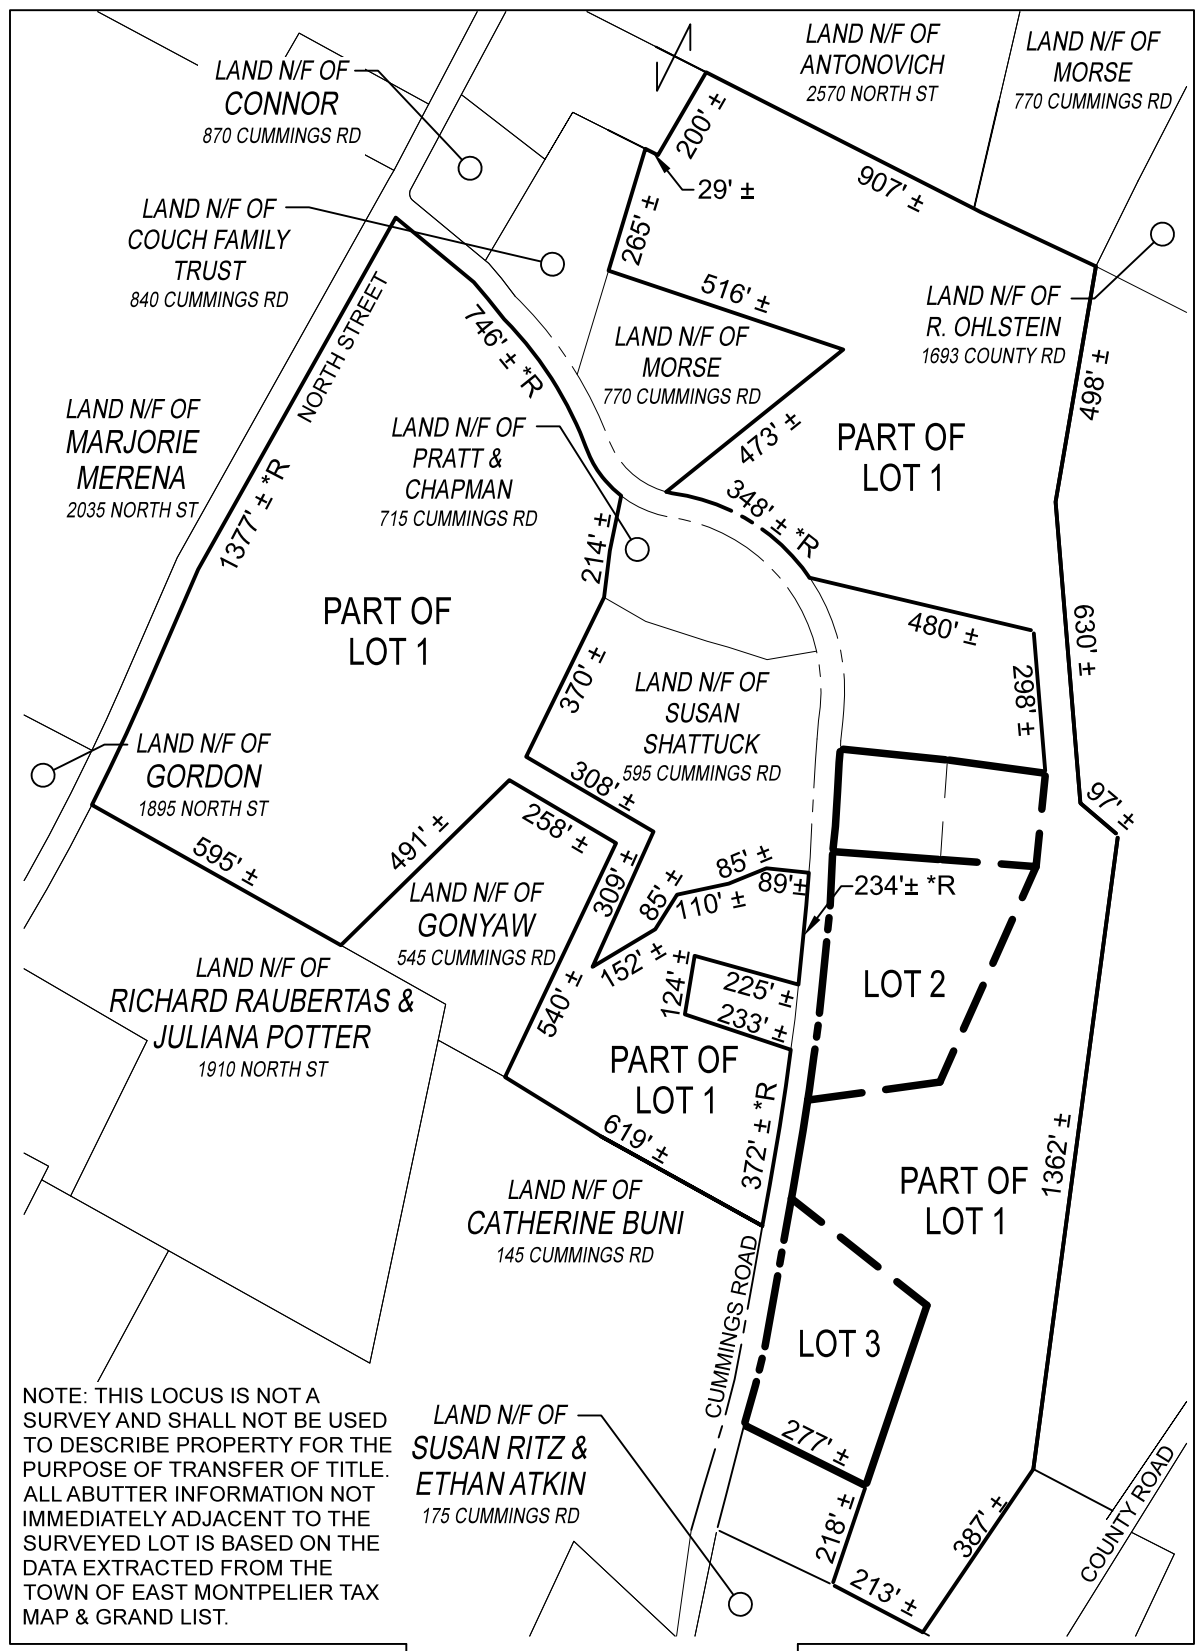 LAND N/F OF
ANTONOVICH
2570 NORTH ST
LAND N/F OF
MORSE
770 CUMMINGS RD
LAND N/F OF
CONNOR
870 CUMMINGS RD
200' ±
29' ±
907' ±
LAND N/F OF
COUCH FAMILY
TRUST
840 CUMMINGS RD
265' ±
516' ±
LAND N/F OF
R. OHLSTEIN
1693 COUNTY RD
NORTH STREET
746' ± *R
LAND N/F OF
MORSE
770 CUMMINGS RD
498' ±
LAND N/F OF
MARJORIE
MERENA
2035 NORTH ST
LAND N/F OF
PRATT &
CHAPMAN
715 CUMMINGS RD
473' ±
PART OF
LOT 1
1377' ± *R
348' ± *R
214' ±
PART OF
LOT 1
480' ±
630' ±
370' ±
LAND N/F OF
SUSAN
SHATTUCK
595 CUMMINGS RD
298' ±
LAND N/F OF
GORDON
1895 NORTH ST
308' ±
97' ±
595' ±
491' ±
258' ±
309' ±
85' ±
85' ±
89'±
110' ±
234'± *R
LAND N/F OF
GONYAW
545 CUMMINGS RD
152' ±
LAND N/F OF
RICHARD RAUBERTAS &
JULIANA POTTER
1910 NORTH ST
540' ±
124' ±
225' ±
233' ±
LOT 2
PART OF
LOT 1
619' ±
372' ± *R
1362' ±
PART OF
LOT 1
LAND N/F OF
CATHERINE BUNI
145 CUMMINGS RD
CUMMINGS ROAD
LOT 3
NOTE: THIS LOCUS IS NOT A
SURVEY AND SHALL NOT BE USED
TO DESCRIBE PROPERTY FOR THE
PURPOSE OF TRANSFER OF TITLE.
ALL ABUTTER INFORMATION NOT
IMMEDIATELY ADJACENT TO THE
SURVEYED LOT IS BASED ON THE
DATA EXTRACTED FROM THE
TOWN OF EAST MONTPELIER TAX
MAP & GRAND LIST.
LAND N/F OF
SUSAN RITZ &
ETHAN ATKIN
175 CUMMINGS RD
277' ±
218' ±
213' ±
387' ±
COUNTY ROAD